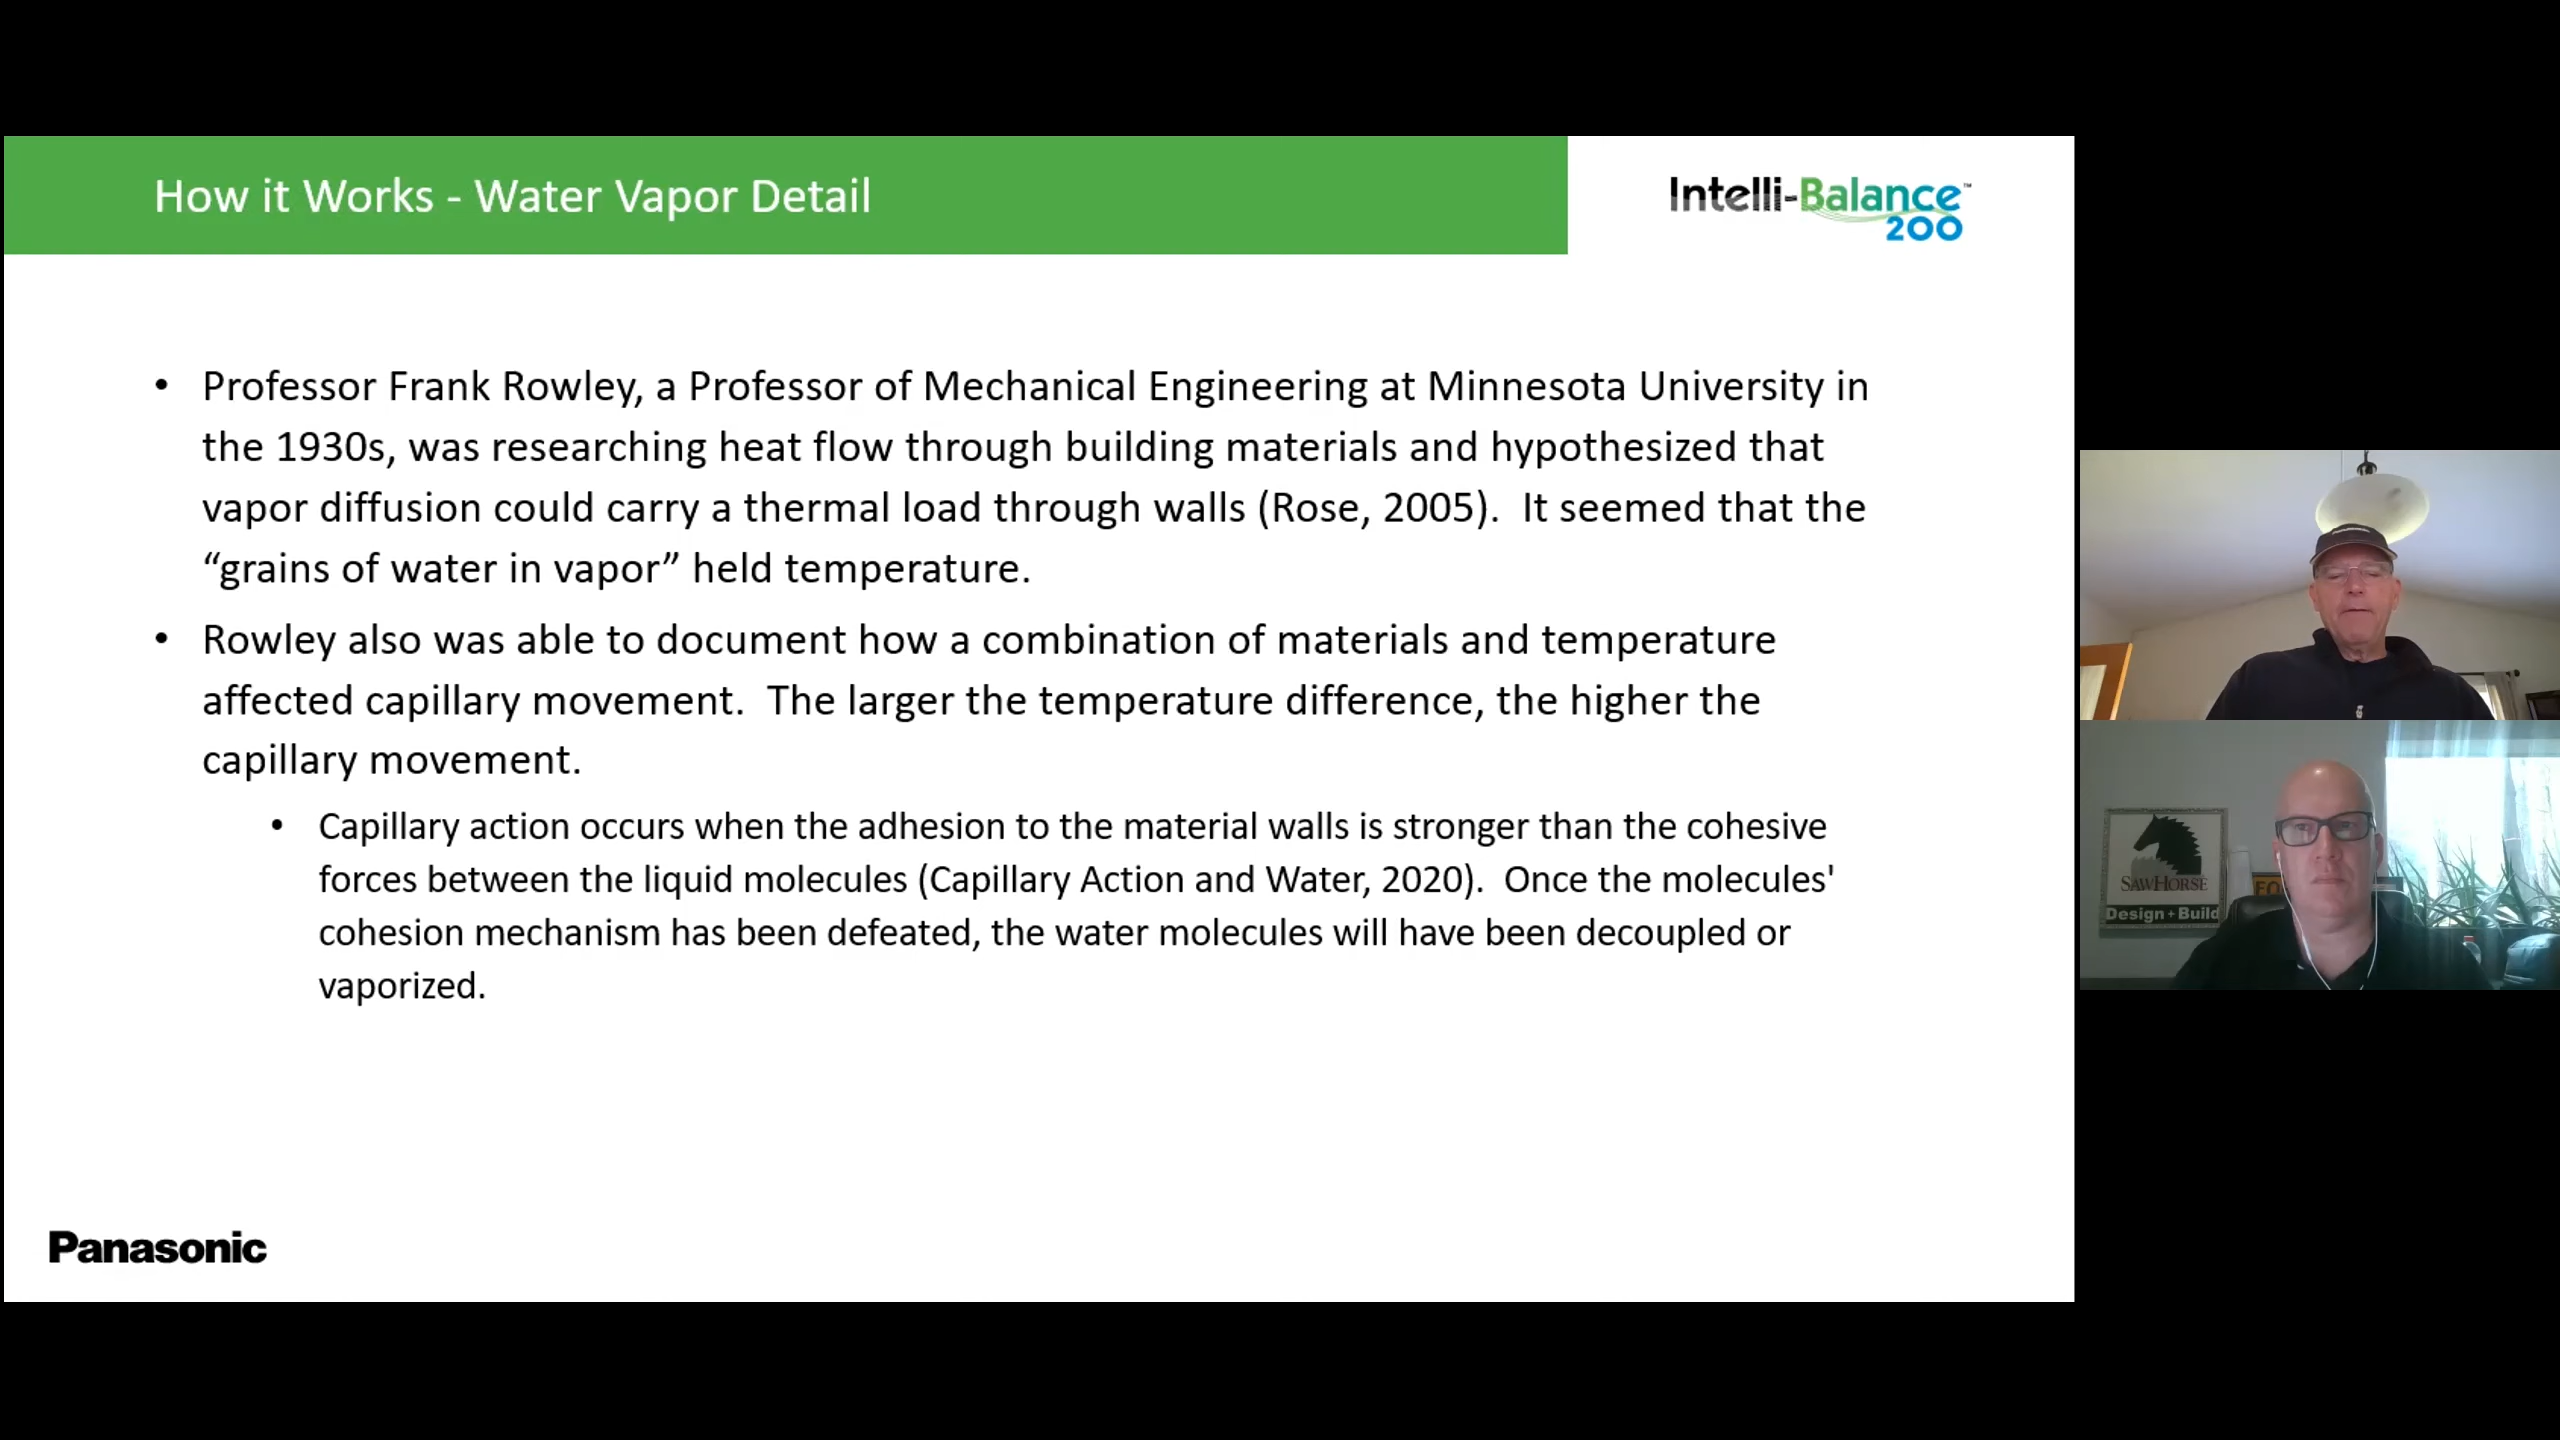 How it Works - Water Vapor Detail
Intelli-Balance™
200
• Professor Frank Rowley, a Professor of Mechanical Engineering at Minnesota University in
the 1930s, was researching heat flow through building materials and hypothesized that
vapor diffusion could carry a thermal load through walls (Rose, 2005).  It seemed that the
“grains of water in vapor” held temperature.
• Rowley also was able to document how a combination of materials and temperature
affected capillary movement.  The larger the temperature difference, the higher the
capillary movement.
• Capillary action occurs when the adhesion to the material walls is stronger than the cohesive
forces between the liquid molecules (Capillary Action and Water, 2020).  Once the molecules'
cohesion mechanism has been defeated, the water molecules will have been decoupled or
vaporized.
Panasonic
SAWHORSE
Design + Build